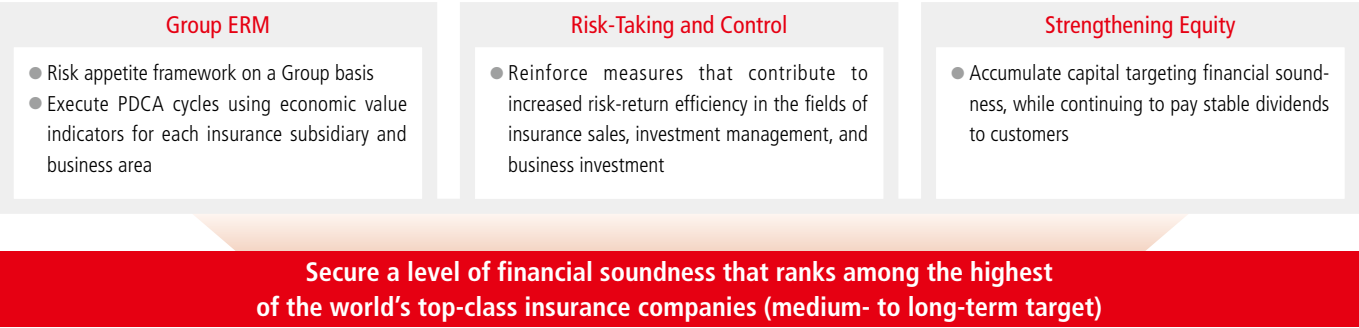 Group ERM
● Risk appetite framework on a Group basis
● Execute PDCA cycles using economic value
indicators for each insurance subsidiary and
business area
Risk-Taking and Control
● Reinforce measures that contribute to
increased risk-return efficiency in the fields of
insurance sales, investment management, and
business investment
Strengthening Equity
● Accumulate capital targeting financial sound-
ness, while continuing to pay stable dividends
to customers
Secure a level of financial soundness that ranks among the highest
of the world's top-class insurance companies (medium- to long-term target)